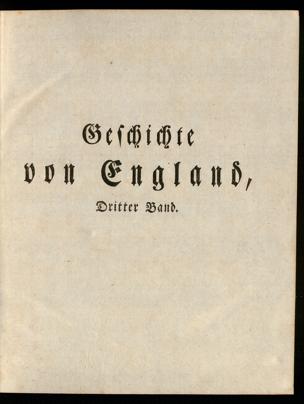 Geſchichte
von England,
Dritter Band.